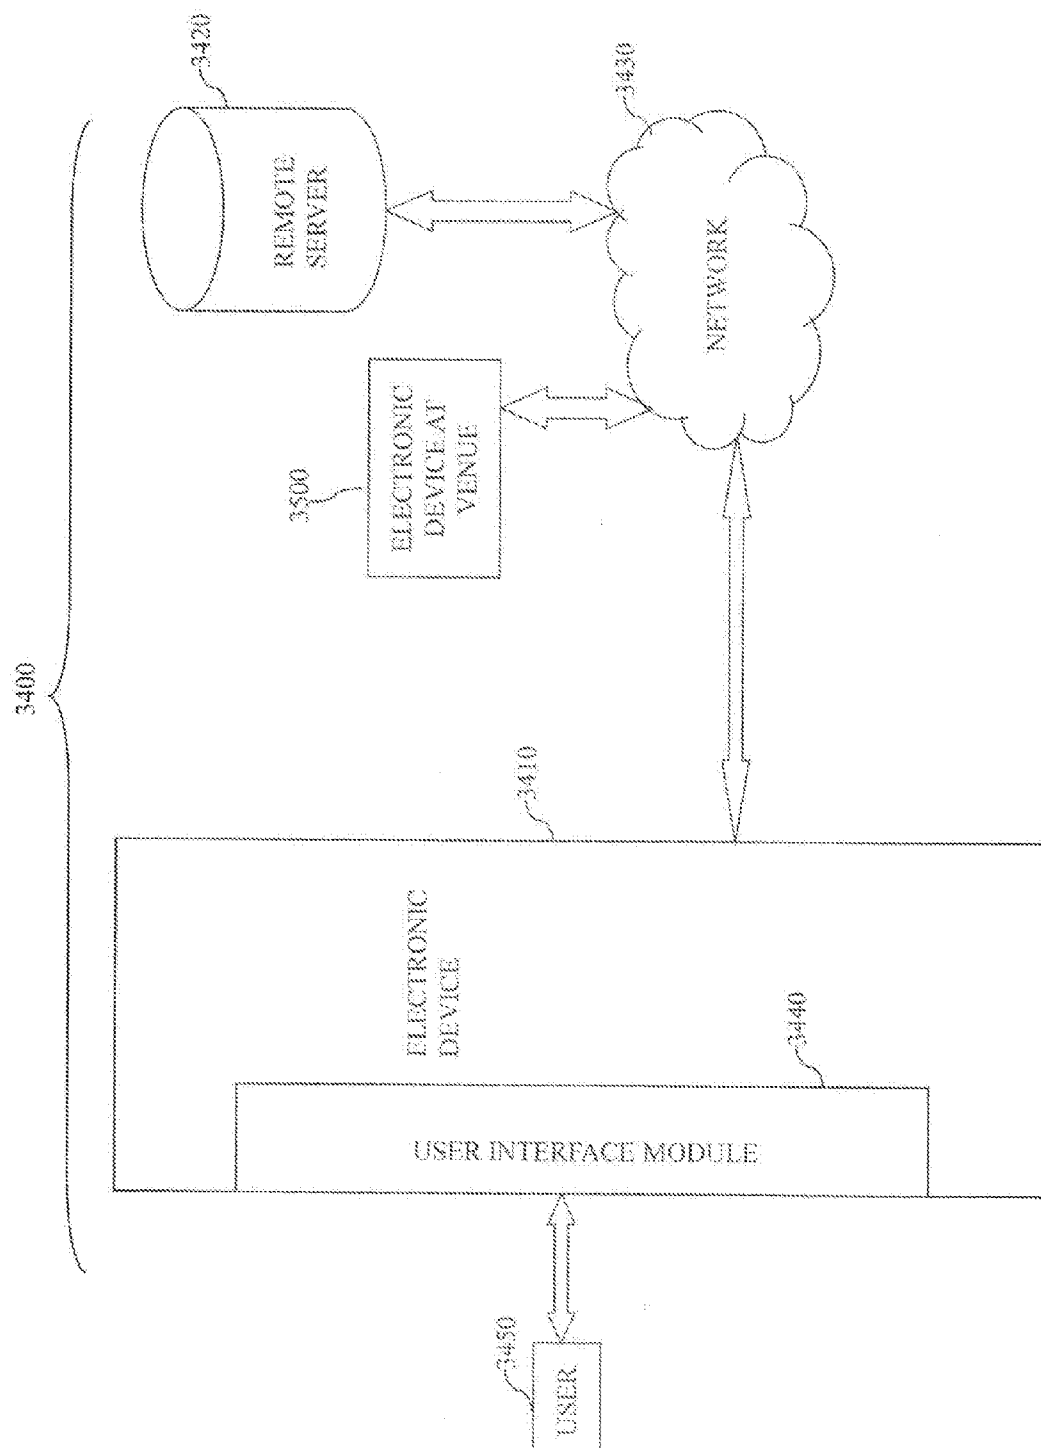 3400
3420
REMOTE
SERVER
3500
ELECTRONIC
DEVICE AT
VENUE
3430
NETWORK
3410
ELECTRONIC
DEVICE
3440
USER INTERFACE MODULE
3450
USER